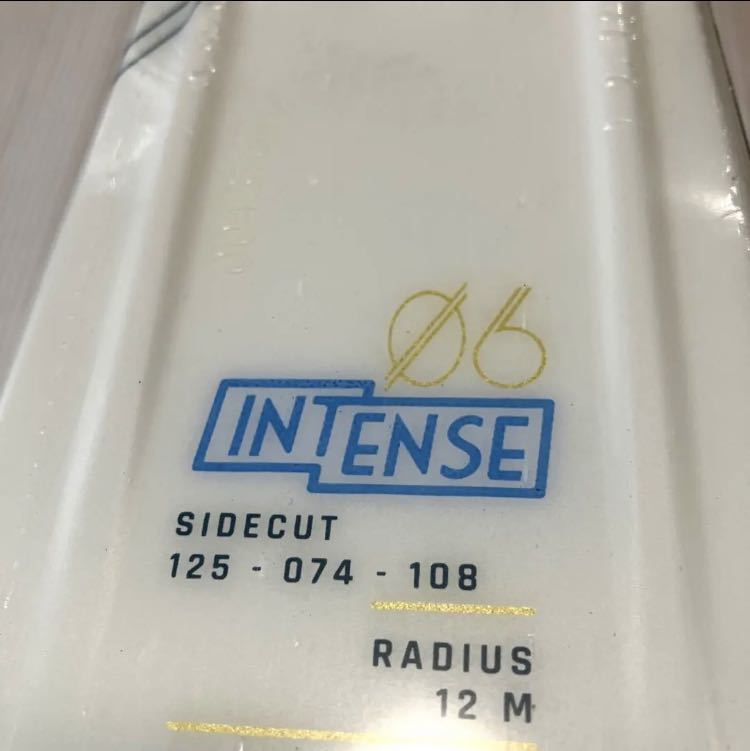 Ø6
INTENSE
SIDECUT
125 - 074 - 108
RADIUS
12 M